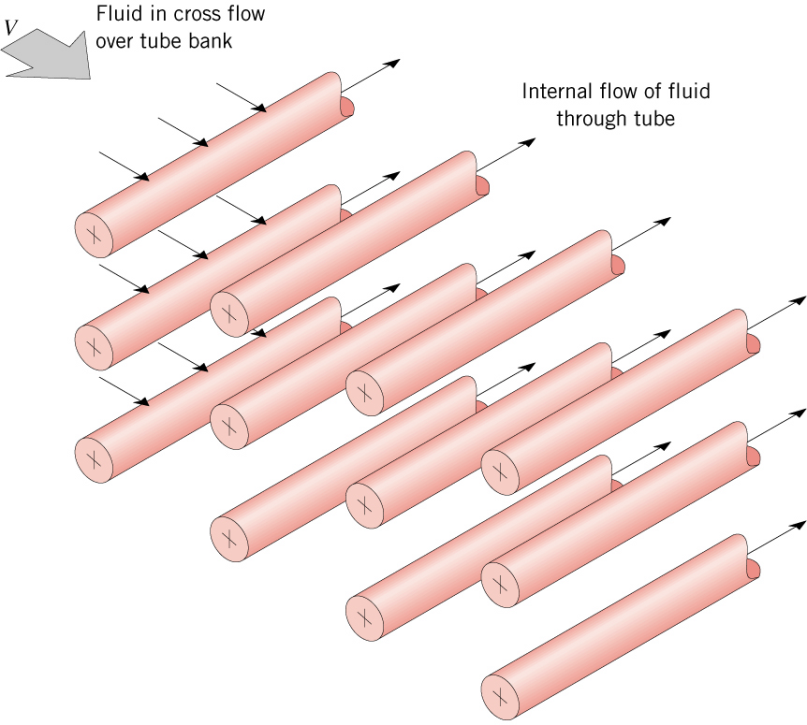 V
Fluid in cross flow
over tube bank
Internal flow of fluid
through tube